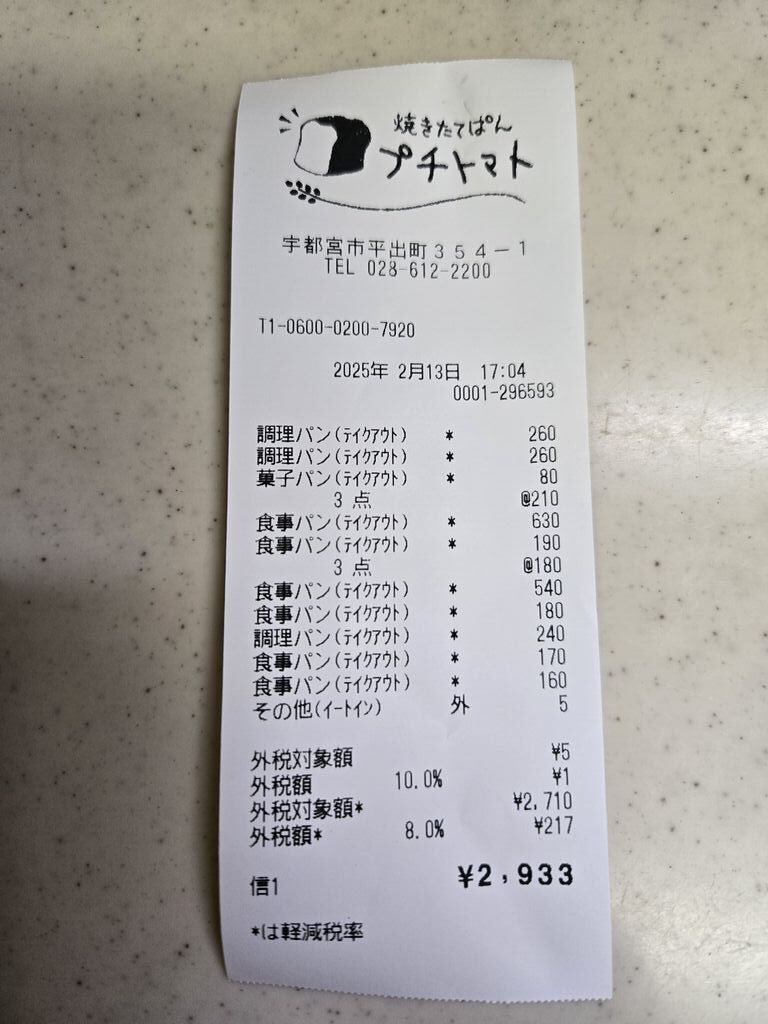 焼きたてぱん
プチトマト
宇都宮市平出町354-1
TEL 028-612-2200
T1-0600-0200-7920
2025年 2月13日 17:04
0001-296593
調理パン(ﾃｲｸｱｳﾄ) * 260
調理パン(ﾃｲｸｱｳﾄ) * 260
菓子パン(ﾃｲｸｱｳﾄ) * 80
3 点 @210
食事パン(ﾃｲｸｱｳﾄ) * 630
食事パン(ﾃｲｸｱｳﾄ) * 190
3 点 @180
食事パン(ﾃｲｸｱｳﾄ) * 540
食事パン(ﾃｲｸｱｳﾄ) * 180
調理パン(ﾃｲｸｱｳﾄ) * 240
食事パン(ﾃｲｸｱｳﾄ) * 170
食事パン(ﾃｲｸｱｳﾄ) * 160
その他(ｲｰﾄｲﾝ) 外 5
外税対象額 ¥5
外税額 10.0% ¥1
外税対象額* ¥2,710
外税額* 8.0% ¥217
信1 ¥2,933
*は軽減税率